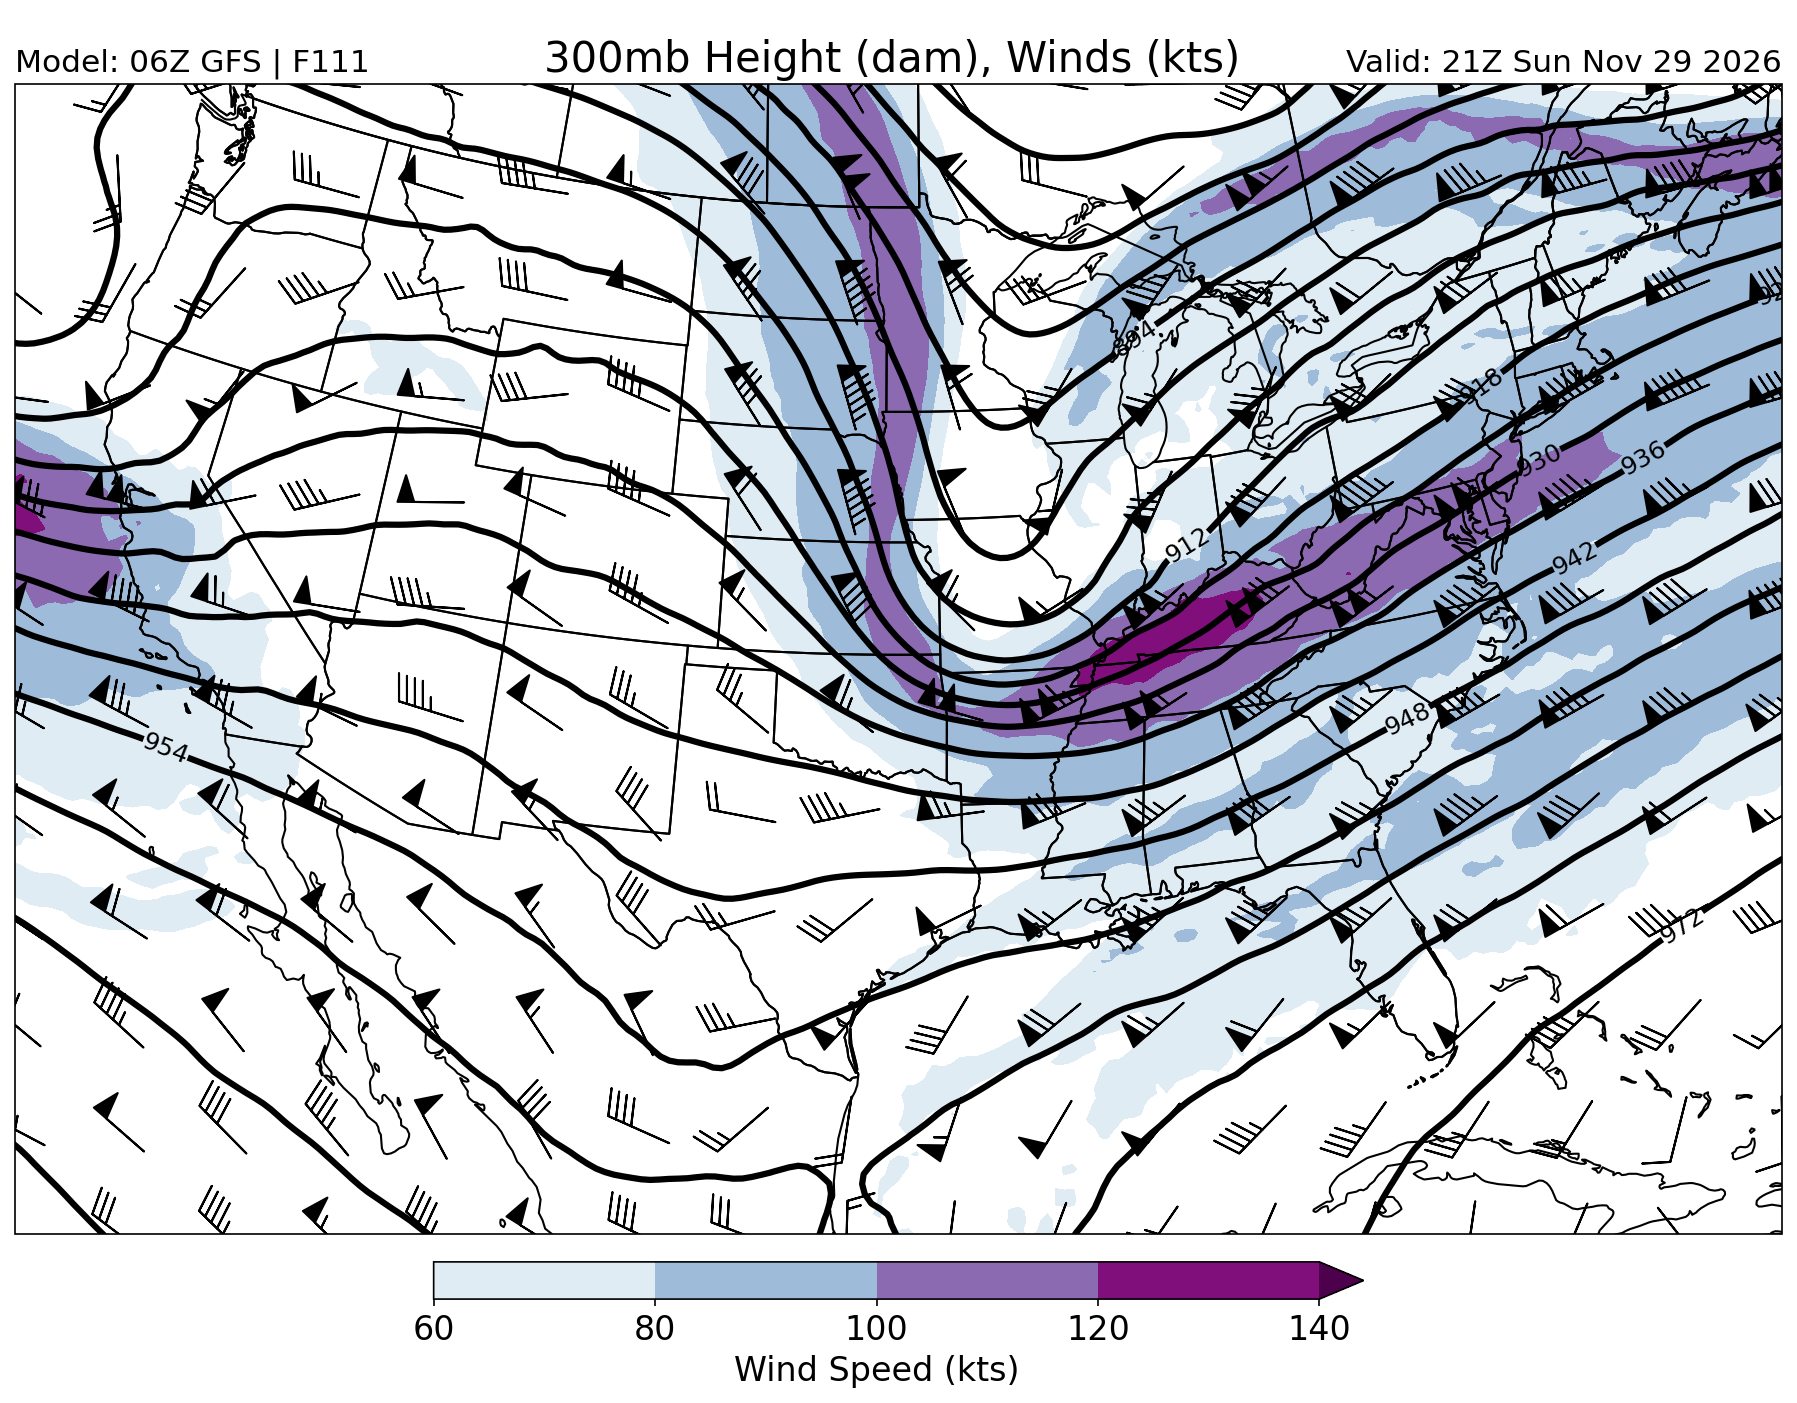 Model: 06Z GFS | F111
300mb Height (dam), Winds (kts)
Valid: 21Z Sun Nov 29 2026
894
918
930
936
912
942
948
954
972
60 80 100 120 140
Wind Speed (kts)